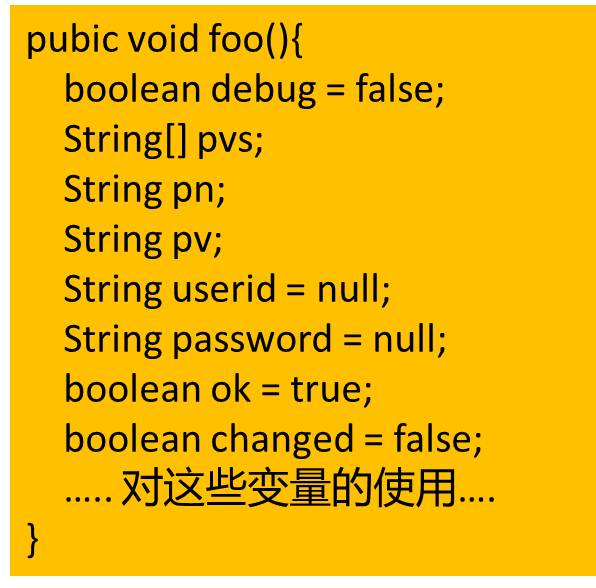 pubic void foo(){
boolean debug = false;
String[] pvs;
String pn;
String pv;
String userid = null;
String password = null;
boolean ok = true;
boolean changed = false;
….. 对这些变量的使用….
}